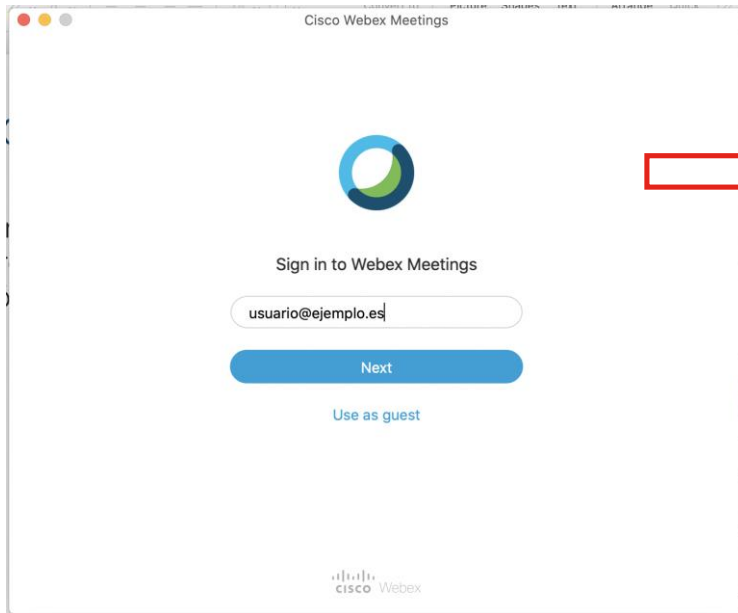 Cisco Webex Meetings
Sign in to Webex Meetings
usuario@ejemplo.es
Next
Use as guest
cisco Webex